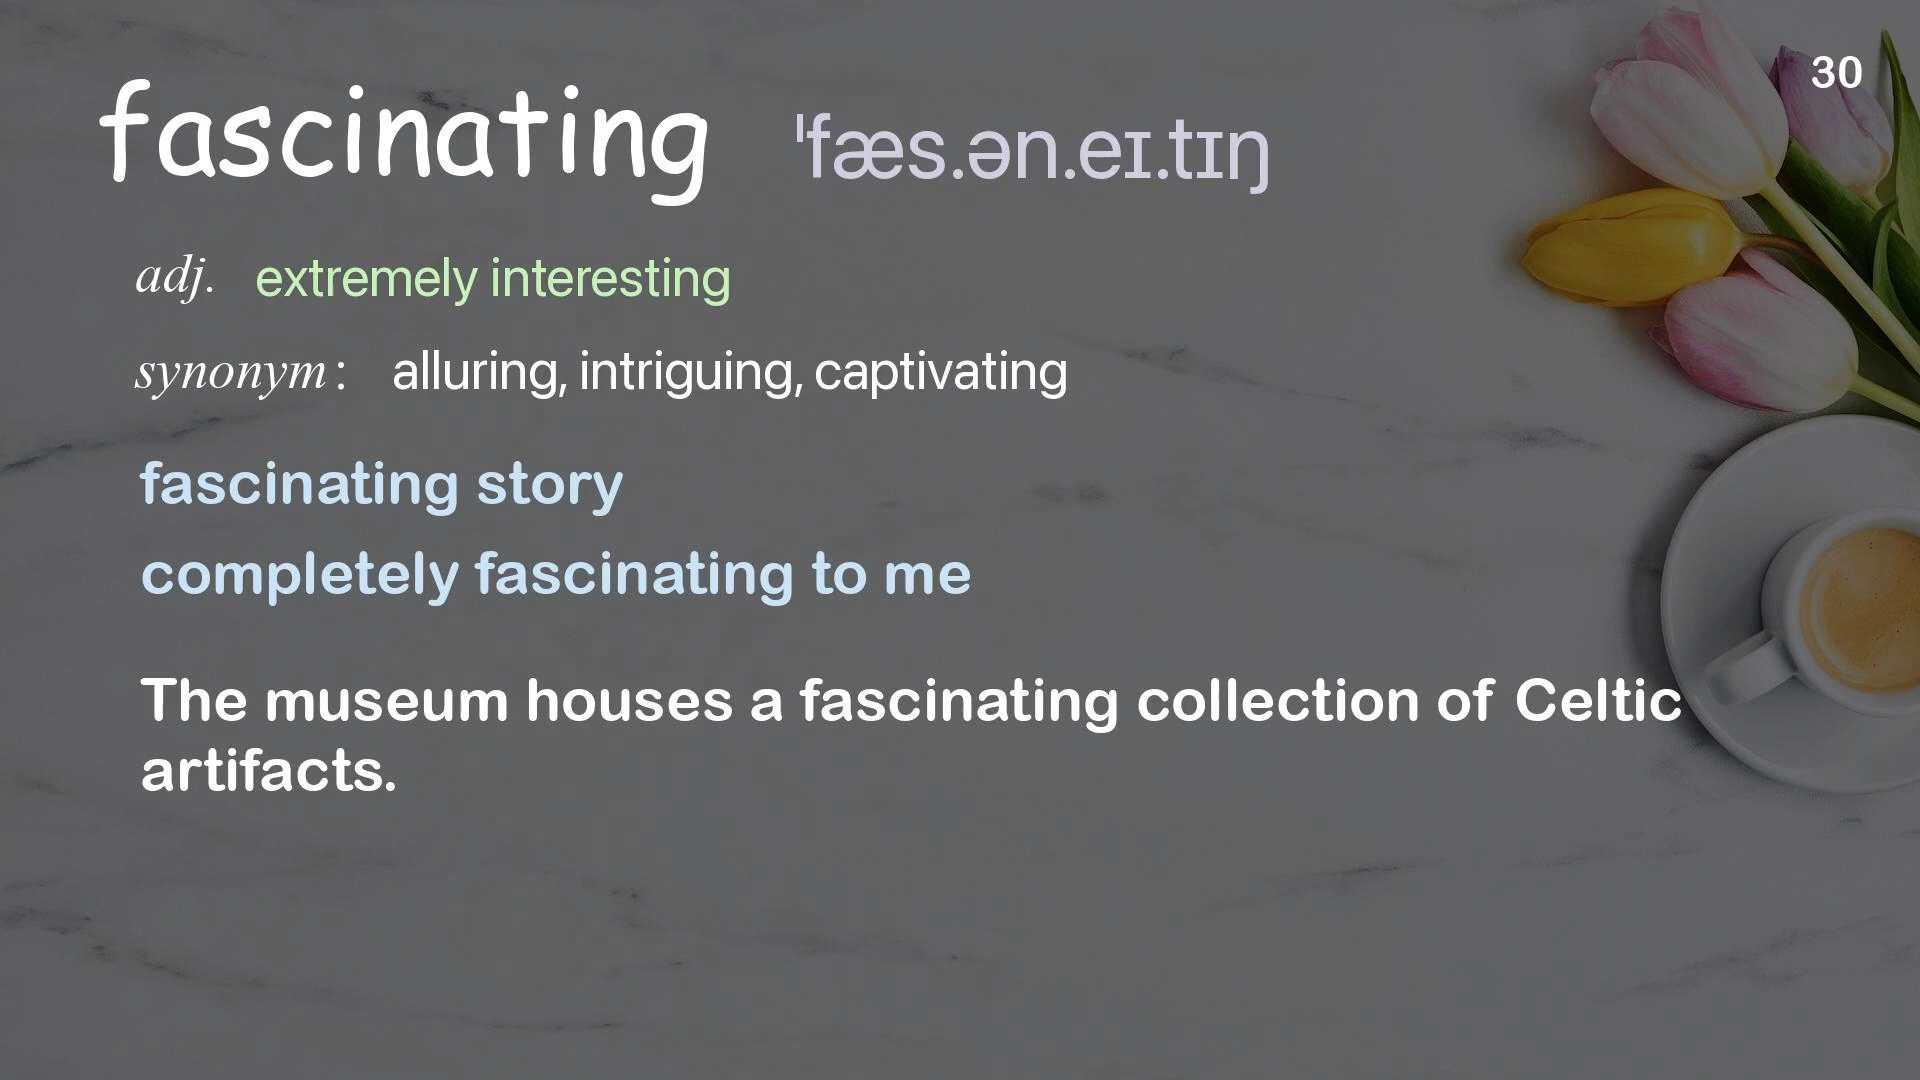 30
fascinating ˈfæs.ən.eɪ.tɪŋ
adj. extremely interesting
synonym : alluring, intriguing, captivating
fascinating story
completely fascinating to me
The museum houses a fascinating collection of Celtic
artifacts.